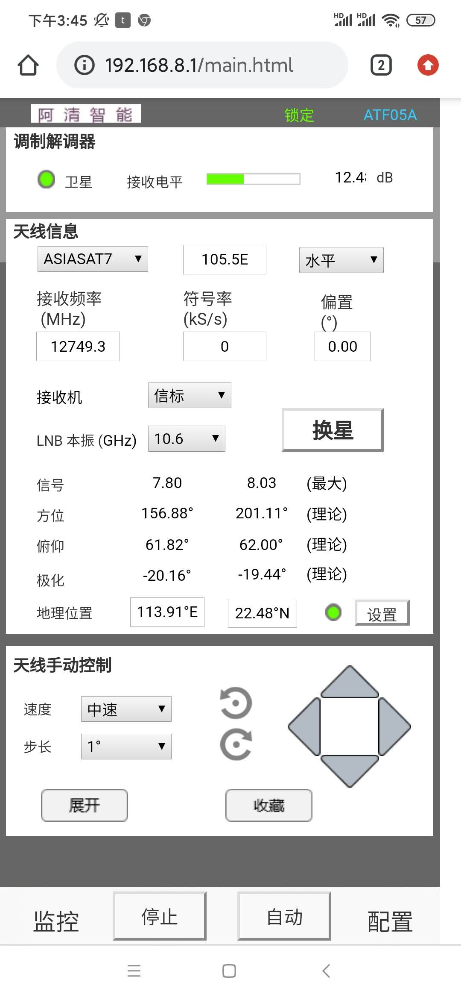 下午3:45 t HD HD 57
192.168.8.1/main.html 2
阿清智能 锁定 ATF05A
调制解调器
卫星 接收电平 12.48 dB
天线信息
ASIASAT7 105.5E 水平
接收频率 符号率 偏置
(MHz) (kS/s) (°)
12749.3 0 0.00
接收机 信标
换星
LNB 本振 (GHz) 10.6
信号 7.80 8.03 (最大)
方位 156.88° 201.11° (理论)
俯仰 61.82° 62.00° (理论)
极化 -20.16° -19.44° (理论)
地理位置 113.91°E 22.48°N 设置
天线手动控制
速度 中速
步长 1°
展开 收藏
监控 停止 自动 配置